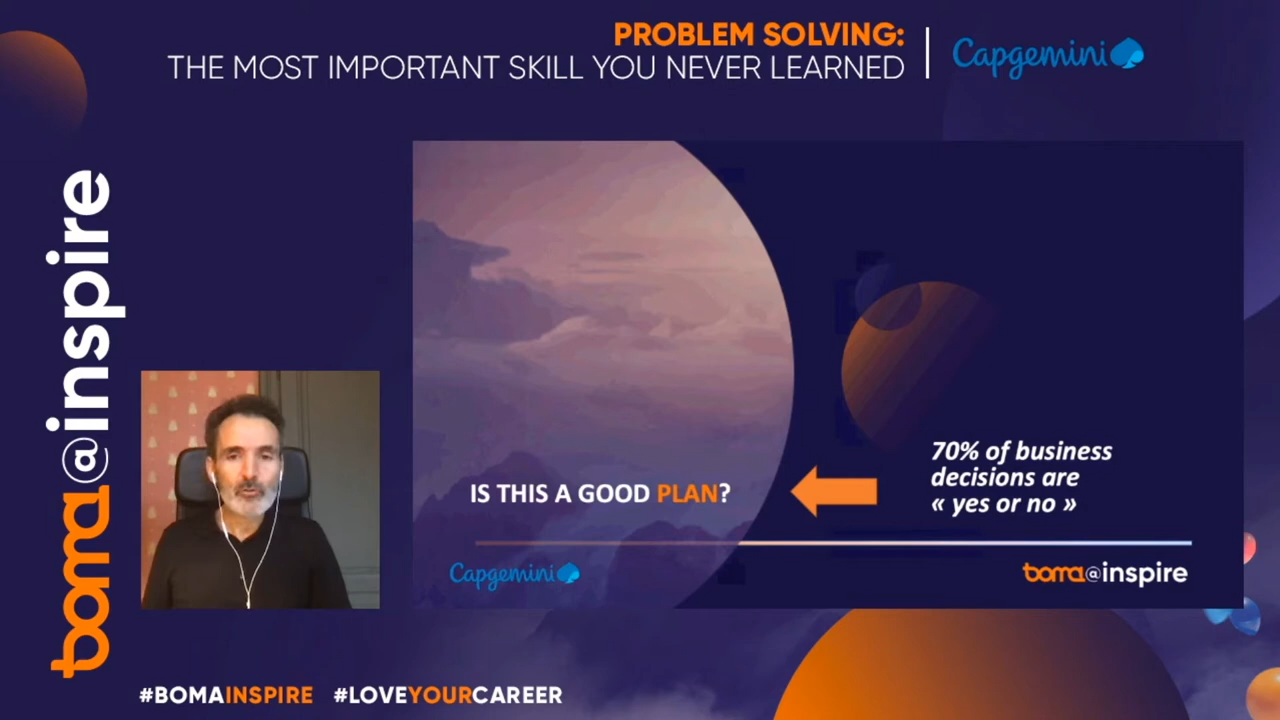 PROBLEM SOLVING:
THE MOST IMPORTANT SKILL YOU NEVER LEARNED
Capgemini
boma@inspire
70% of business
decisions are
« yes or no »
IS THIS A GOOD PLAN?
Capgemini
boma@inspire
#BOMAINSPIRE #LOVEYOURCAREER